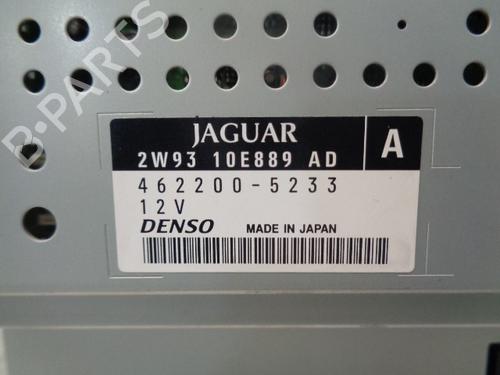 B-PARTS
JAGUAR
2W93 10E889 AD
A
462200-5233
12V
DENSO MADE IN JAPAN